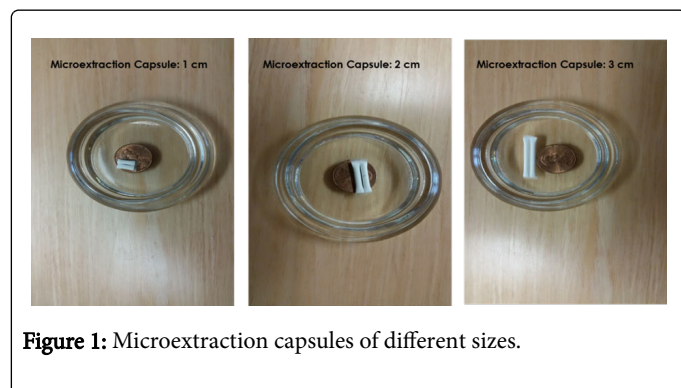 Microextraction Capsule: 1 cm
Microextraction Capsule: 2 cm
Microextraction Capsule: 3 cm
Figure 1: Microextraction capsules of different sizes.